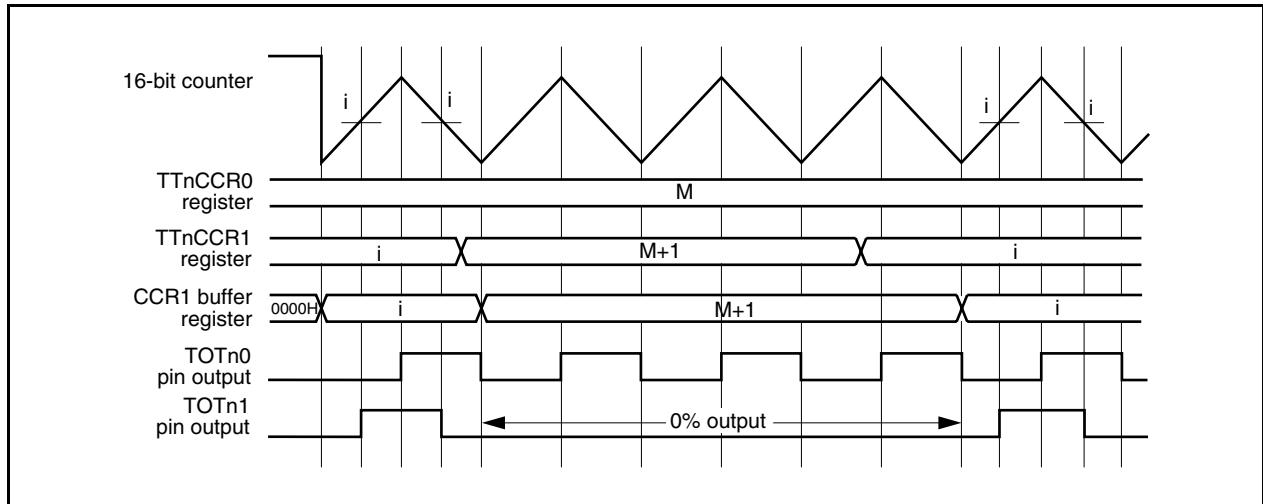 16-bit counter
i
i
i
i
TTnCCR0
register
M
TTnCCR1
register
i
M+1
i
CCR1 buffer
register
0000H
i
M+1
i
TOTn0
pin output
TOTn1
pin output
0% output